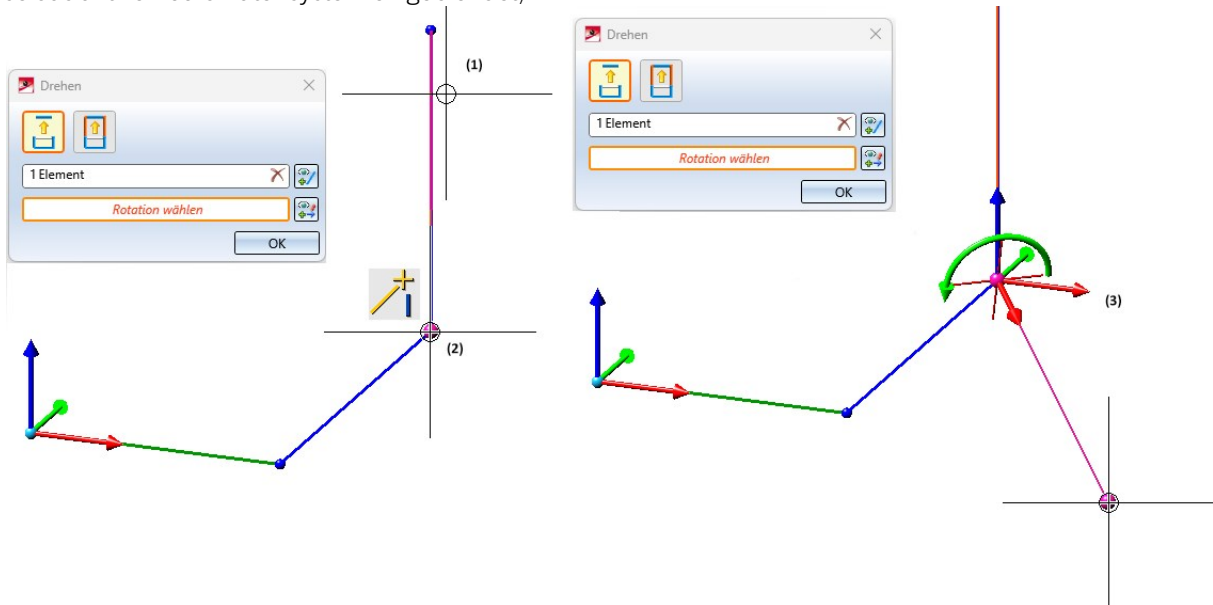 Drehen
1 Element
Rotation wählen
OK
(1)
(2)
Drehen
1 Element
Rotation wählen
OK
(3)